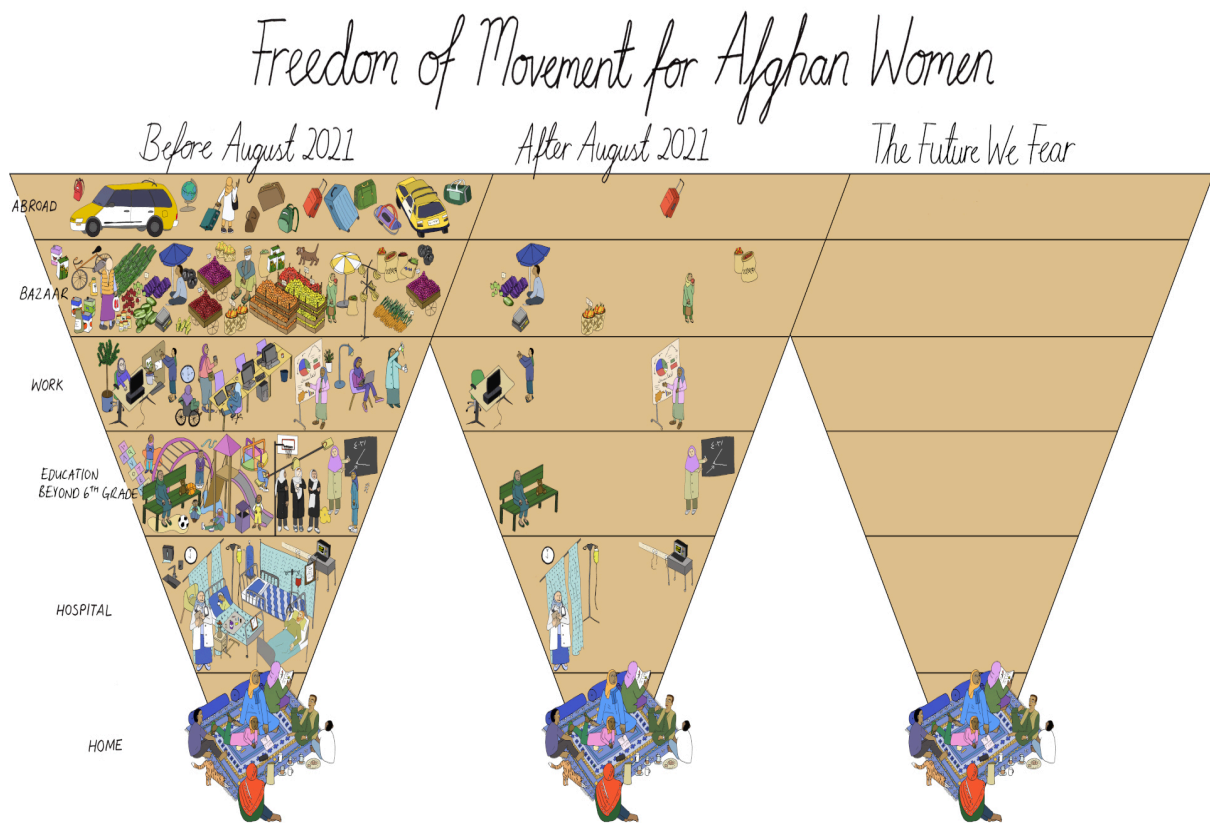 Freedom of Movement for Afghan Women
Before August 2021
After August 2021
The Future We Fear
ABROAD
BAZAAR
WORK
EDUCATION
BEYOND 6TH GRADE
HOSPITAL
HOME